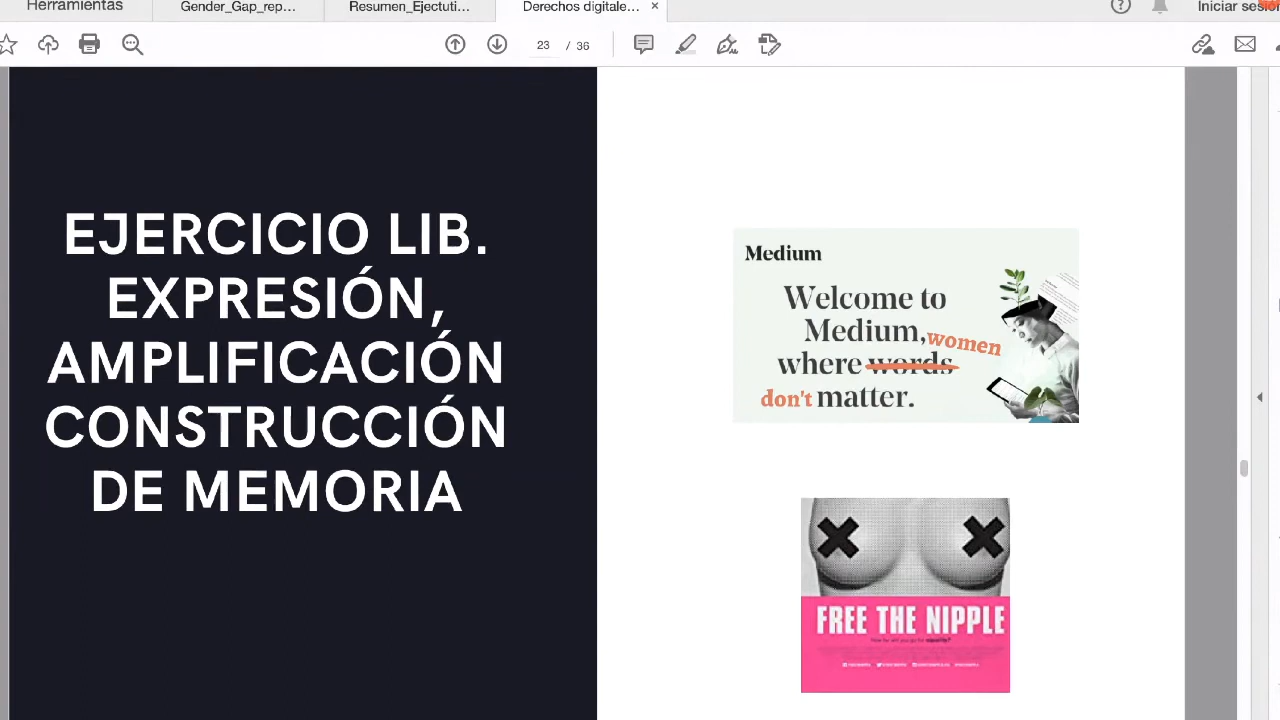 Herramientas
Gender_Gap_rep...
Resumen_Ejectuti...
Derechos digitale...
Iniciar sesió
23 / 36
EJERCICIO LIB.
EXPRESIÓN,
AMPLIFICACIÓN
CONSTRUCCIÓN
DE MEMORIA
Medium
Welcome to
Medium, women
where words
don't matter.
FREE THE NIPPLE